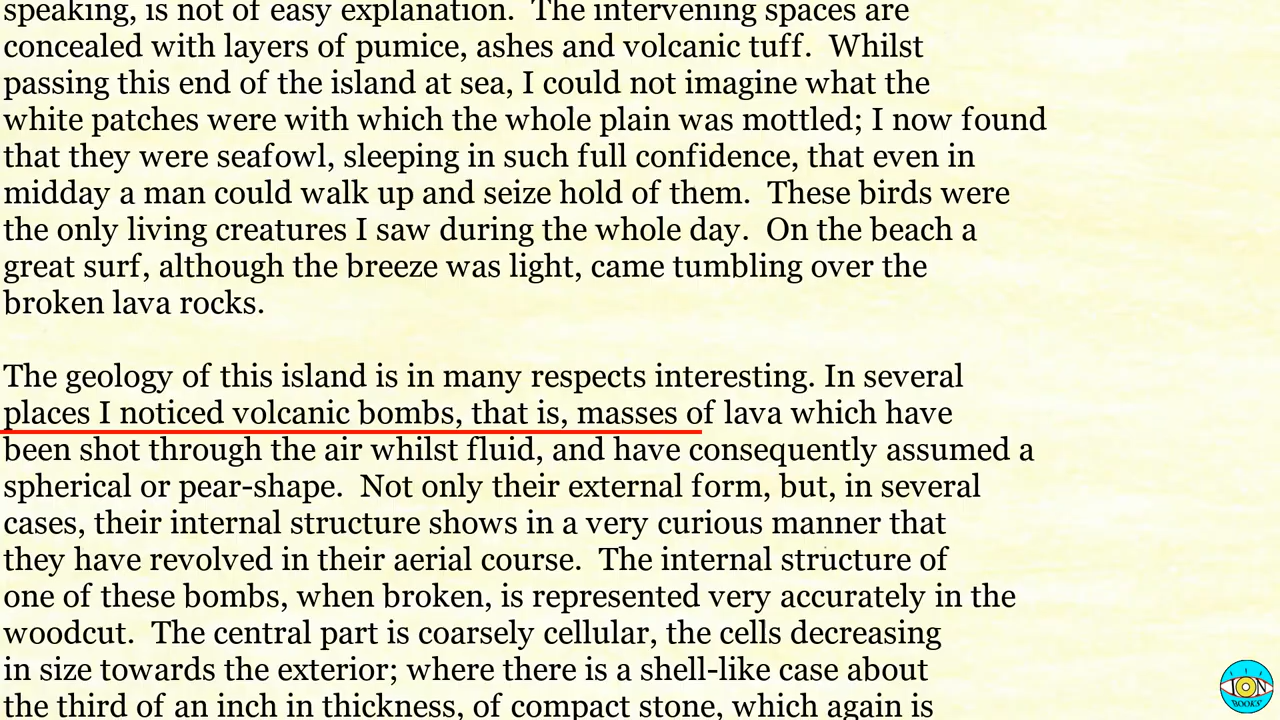 speaking, is not of easy explanation.  The intervening spaces are
concealed with layers of pumice, ashes and volcanic tuff.  Whilst
passing this end of the island at sea, I could not imagine what the
white patches were with which the whole plain was mottled; I now found
that they were seafowl, sleeping in such full confidence, that even in
midday a man could walk up and seize hold of them.  These birds were
the only living creatures I saw during the whole day.  On the beach a
great surf, although the breeze was light, came tumbling over the
broken lava rocks.

The geology of this island is in many respects interesting. In several
places I noticed volcanic bombs, that is, masses of lava which have
been shot through the air whilst fluid, and have consequently assumed a
spherical or pear-shape.  Not only their external form, but, in several
cases, their internal structure shows in a very curious manner that
they have revolved in their aerial course.  The internal structure of
one of these bombs, when broken, is represented very accurately in the
woodcut.  The central part is coarsely cellular, the cells decreasing
in size towards the exterior; where there is a shell-like case about
the third of an inch in thickness, of compact stone, which again is
ION
BOOKS